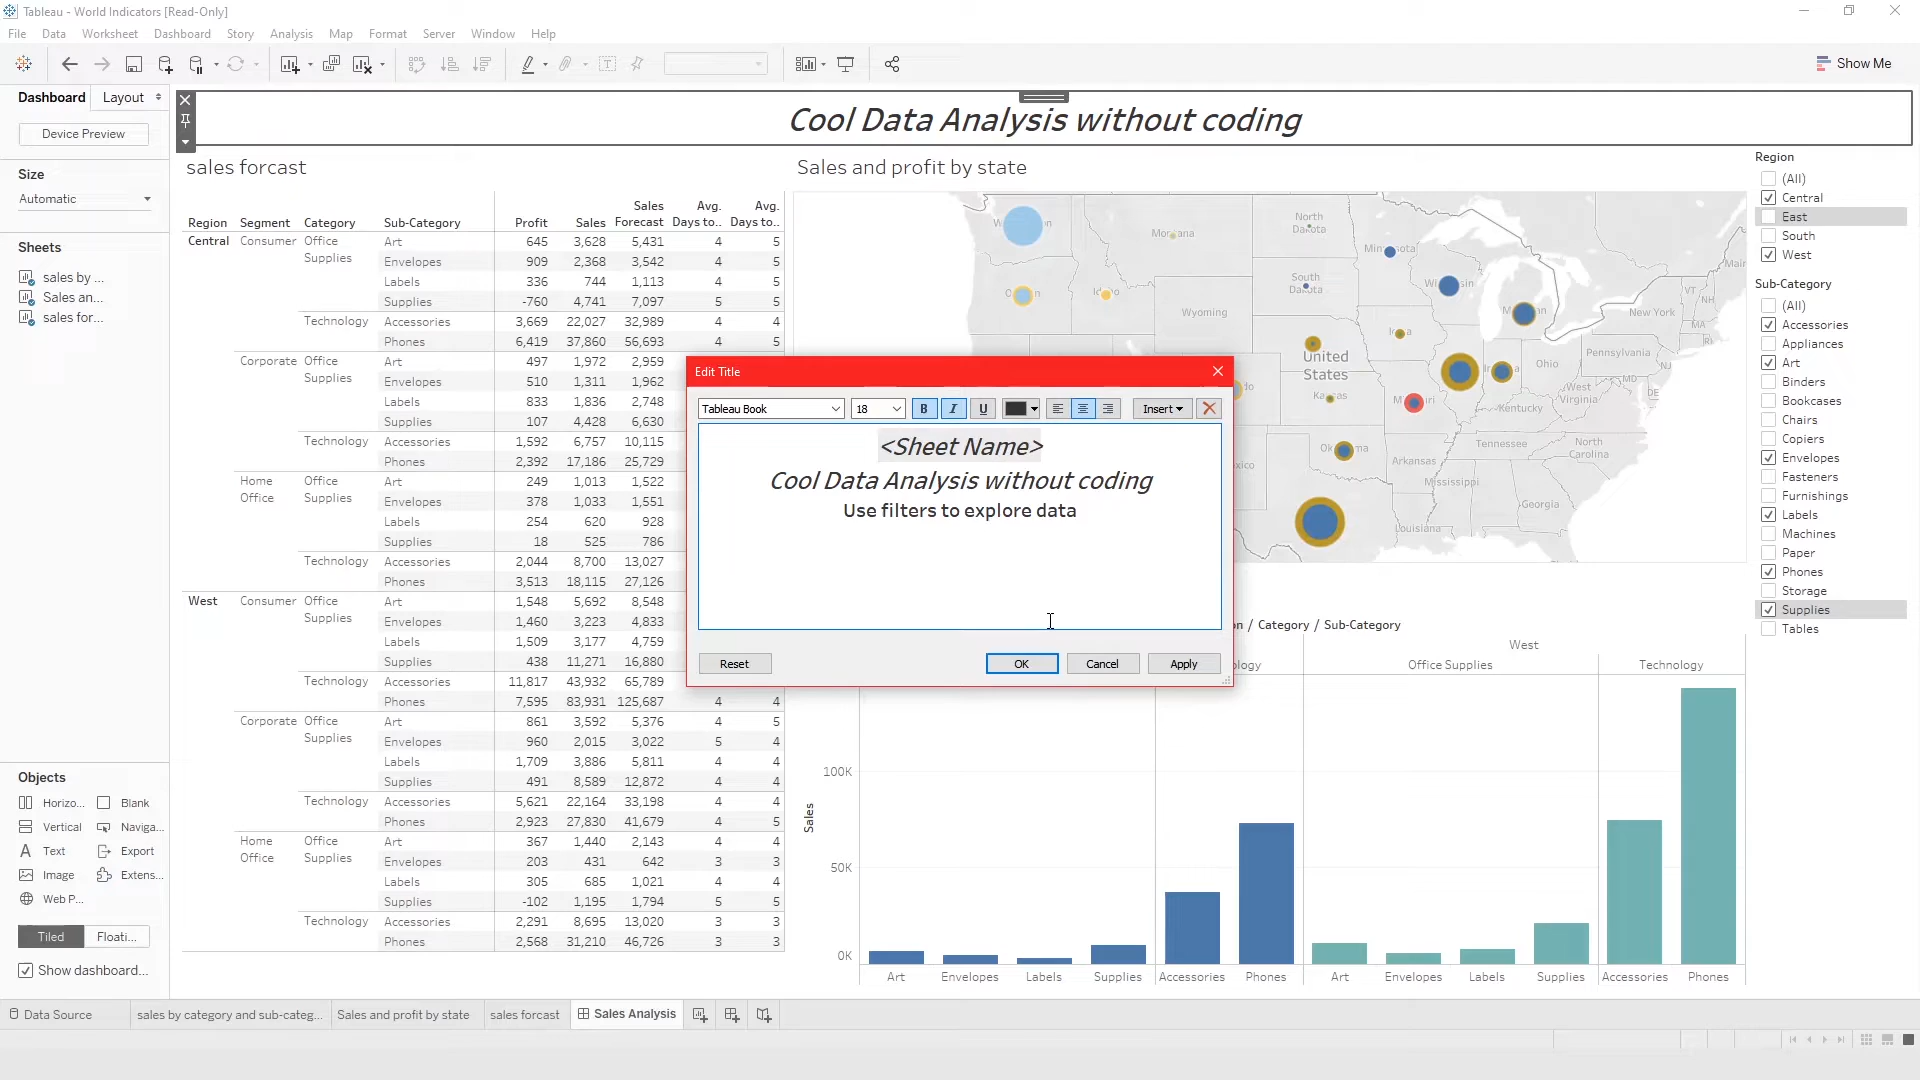 Tableau - World Indicators [Read-Only]
File Data Worksheet Dashboard Story Analysis Map Format Server Window Help
Show Me
Dashboard Layout
Device Preview
Size
Automatic
Sheets
sales by ...
Sales an...
sales for...
Objects
Horizo... Blank
Vertical Naviga...
Text Export
Image Extens...
Web P...
Tiled Floati...
Show dashboard...
Cool Data Analysis without coding
sales forcast
Region Segment Category Sub-Category Profit Sales Sales Forecast Avg. Days to.. Avg. Days to..
Central Consumer Office Supplies Art 645 3,628 5,431 4 5
Envelopes 909 2,368 3,542 4 5
Labels 336 744 1,113 4 5
Supplies -760 4,741 7,097 5 5
Technology Accessories 3,669 22,027 32,989 4 4
Phones 6,419 37,860 56,693 4 5
Corporate Office Supplies Art 497 1,972 2,959
Envelopes 510 1,311 1,962
Labels 833 1,836 2,748
Supplies 107 4,428 6,630
Technology Accessories 1,592 6,757 10,115
Phones 2,392 17,186 25,729
Home Office Office Supplies Art 249 1,013 1,522
Envelopes 378 1,033 1,551
Labels 254 620 928
Supplies 18 525 786
Technology Accessories 2,044 8,700 13,027
Phones 3,513 18,115 27,126
West Consumer Office Supplies Art 1,548 5,692 8,548
Envelopes 1,460 3,223 4,833
Labels 1,509 3,177 4,759
Supplies 438 11,271 16,880
Technology Accessories 11,817 43,932 65,789
Phones 7,595 83,931 125,687 4 4
Corporate Office Supplies Art 861 3,592 5,376 4 5
Envelopes 960 2,015 3,022 5 4
Labels 1,709 3,886 5,811 4 4
Supplies 491 8,589 12,872 4 4
Technology Accessories 5,621 22,164 33,198 4 4
Phones 2,923 27,830 41,679 4 5
Home Office Office Supplies Art 367 1,440 2,143 4 4
Envelopes 203 431 642 3 3
Labels 305 685 1,021 4 4
Supplies -102 1,195 1,794 5 5
Technology Accessories 2,291 8,695 13,020 3 3
Phones 2,568 31,210 46,726 3 3
Sales and profit by state
North Dakota
South Dakota
Wyoming
New York
VT
NH
MA
RI
Pennsylvania
MD
NJ
DE
Ohio
West Virginia
Kentucky
Tennessee
North Carolina
Arkansas
Mississippi
Georgia
Louisiana
United States
Edit Title
Tableau Book 18 B I U Insert
<Sheet Name>
Cool Data Analysis without coding
Use filters to explore data
Reset OK Cancel Apply
Region
(All)
Central
East
South
West
Sub-Category
(All)
Accessories
Appliances
Art
Binders
Bookcases
Chairs
Copiers
Envelopes
Fasteners
Furnishings
Labels
Machines
Paper
Phones
Storage
Supplies
Tables
/ Category / Sub-Category
West
Office Supplies Technology
Sales
100K
50K
0K
Art Envelopes Labels Supplies Accessories Phones Art Envelopes Labels Supplies Accessories Phones
Data Source sales by category and sub-categ... Sales and profit by state sales forcast Sales Analysis